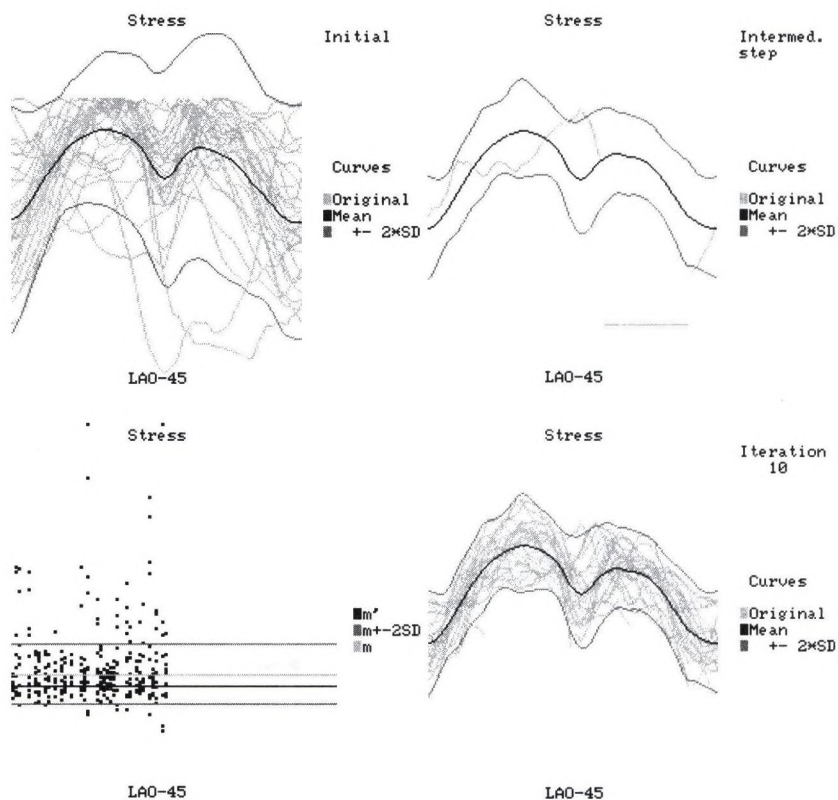 Stress
Initial
Curves
Original
Mean
+- 2*SD
LAO-45
Stress
Intermed.
step
Curves
Original
Mean
+- 2*SD
LAO-45
Stress
m'
m+-2SD
m
LAO-45
Stress
Iteration
10
Curves
Original
Mean
+- 2*SD
LAO-45